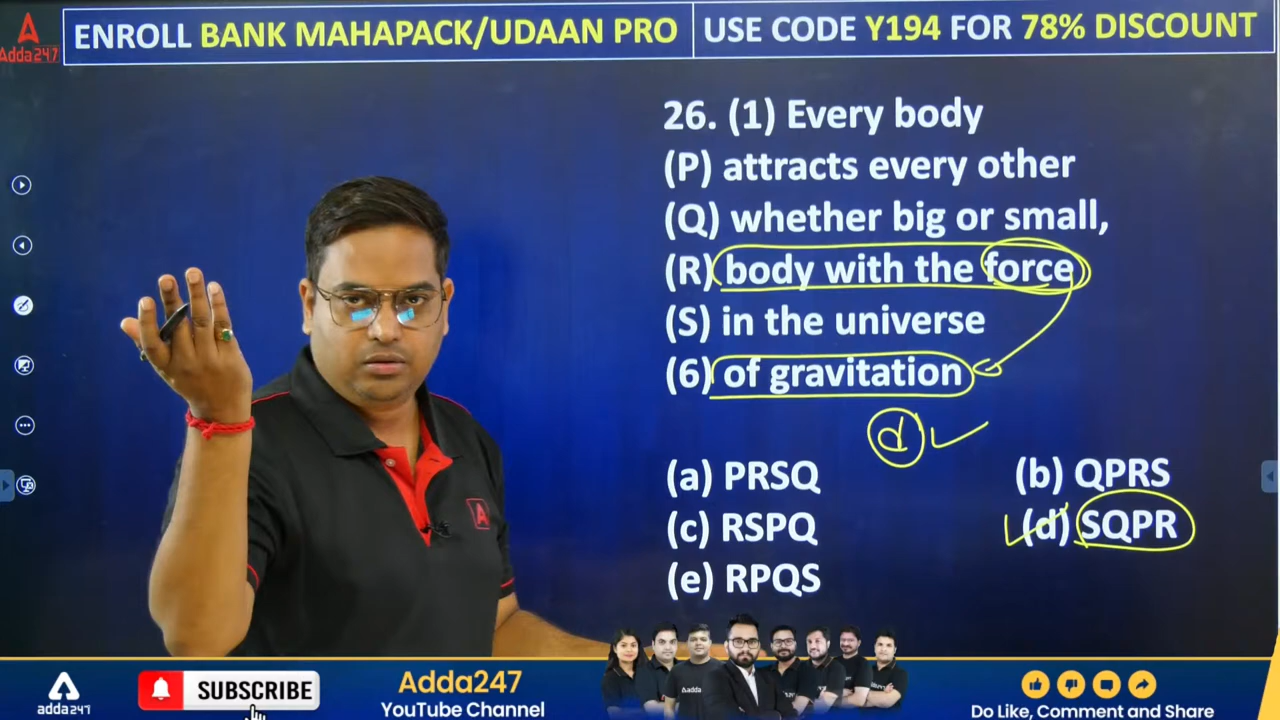 ENROLL BANK MAHAPACK/UDAAN PRO
USE CODE Y194 FOR 78% DISCOUNT
A
Adda247
26. (1) Every body
(P) attracts every other
(Q) whether big or small,
(R) body with the force
(S) in the universe
(6) of gravitation
d
(a) PRSQ
(b) QPRS
(c) RSPQ
(d) SQPR
(e) RPQS
A
Adda247
adda247
SUBSCRIBE
Adda247
YouTube Channel
Do Like, Comment and Share